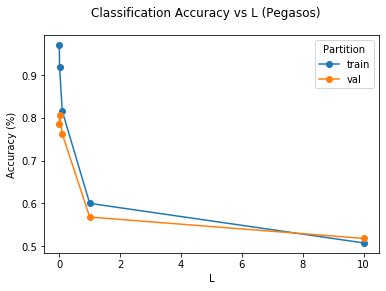 Classification Accuracy vs L (Pegasos)
Partition
train
val
Accuracy (%)
0.9
0.8
0.7
0.6
0.5
0 2 4 6 8 10
L